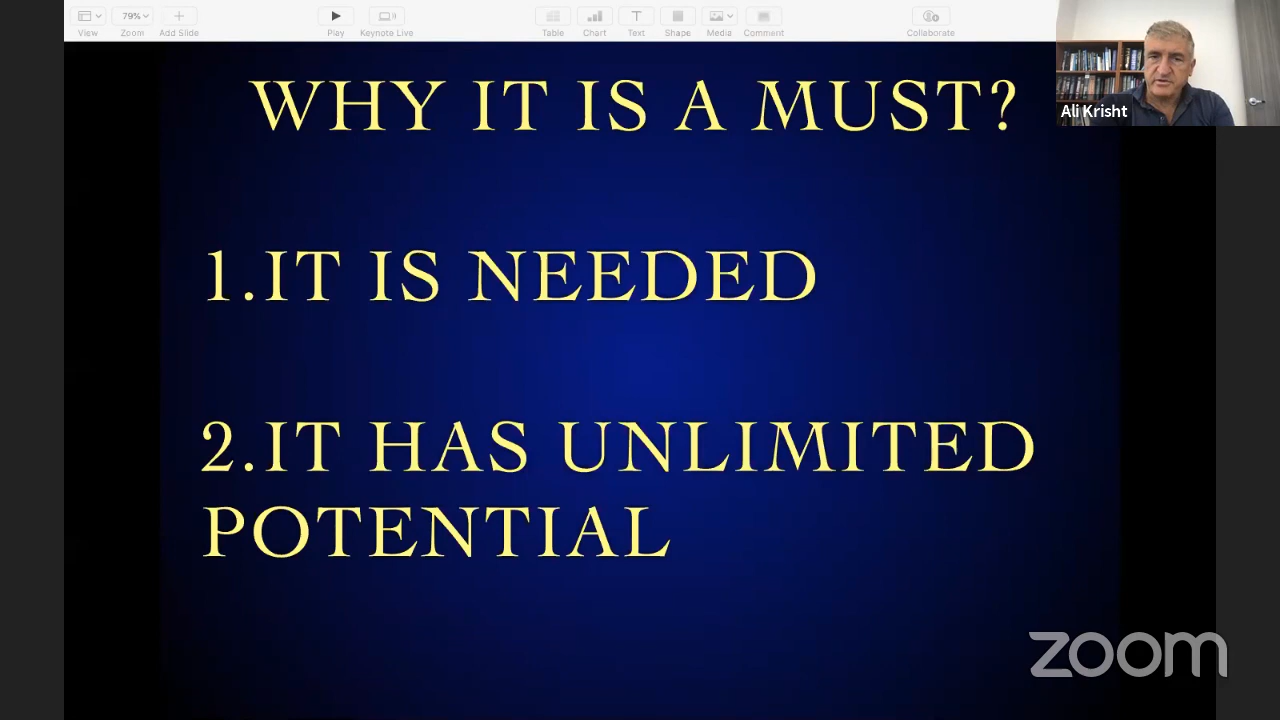 79%
View
Zoom
Add Slide
Play
Keynote Live
Table
Chart
Text
Shape
Media
Comment
Collaborate
Ali Krisht
WHY IT IS A MUST?
1.IT IS NEEDED
2.IT HAS UNLIMITED
POTENTIAL
zoom